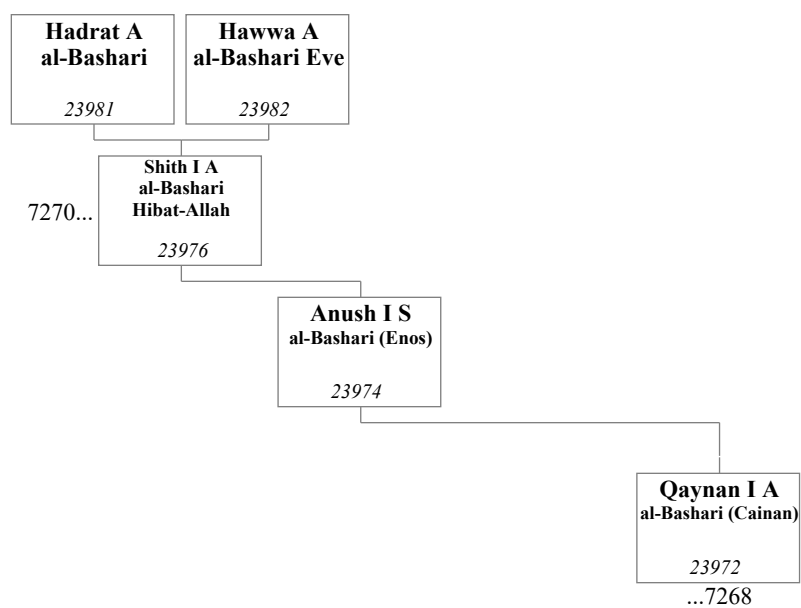 Hadrat A
al-Bashari
23981
Hawwa A
al-Bashari Eve
23982
Shith I A
al-Bashari
Hibat-Allah
23976
7270...
Anush I S
al-Bashari (Enos)
23974
Qaynan I A
al-Bashari (Cainan)
23972
...7268